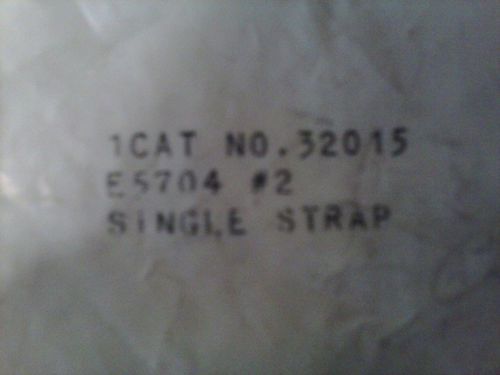 1CAT NO.32015
E5704 #2
SINGLE STRAP